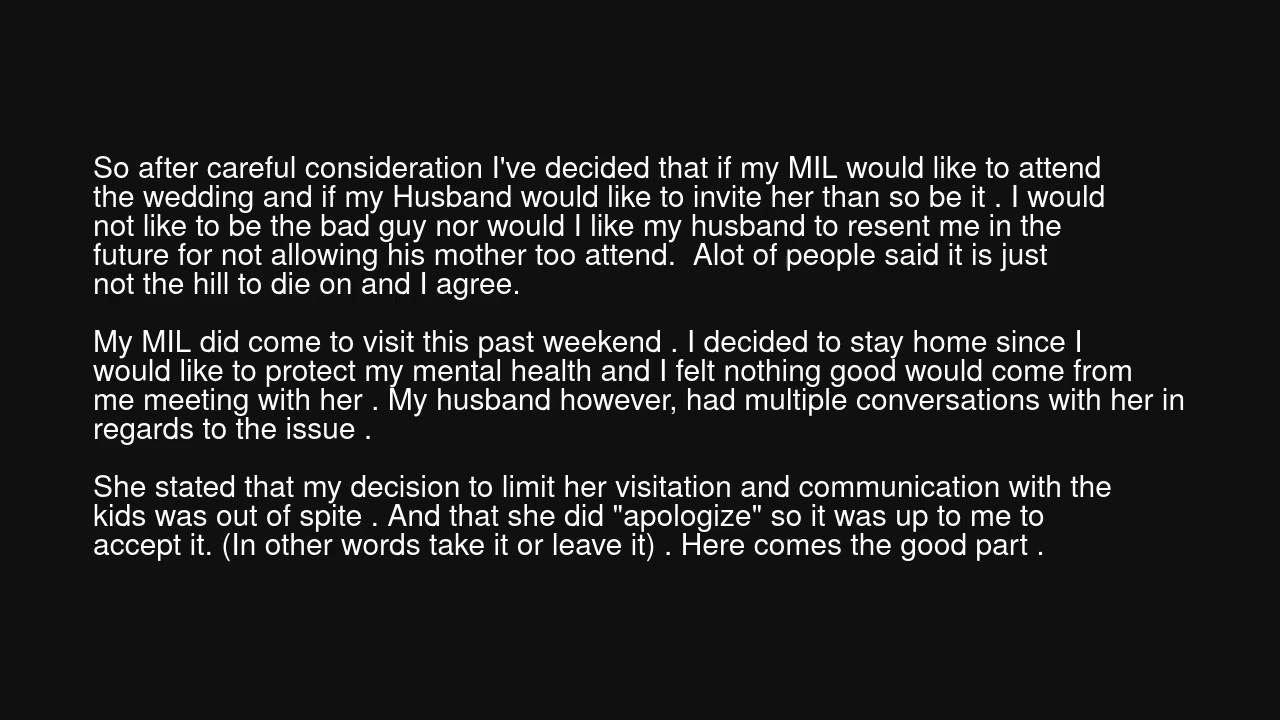 So after careful consideration I've decided that if my MIL would like to attend
the wedding and if my Husband would like to invite her than so be it . I would
not like to be the bad guy nor would I like my husband to resent me in the
future for not allowing his mother too attend.  Alot of people said it is just
not the hill to die on and I agree.
My MIL did come to visit this past weekend . I decided to stay home since I
would like to protect my mental health and I felt nothing good would come from
me meeting with her . My husband however, had multiple conversations with her in
regards to the issue .
She stated that my decision to limit her visitation and communication with the
kids was out of spite . And that she did "apologize" so it was up to me to
accept it. (In other words take it or leave it) . Here comes the good part .